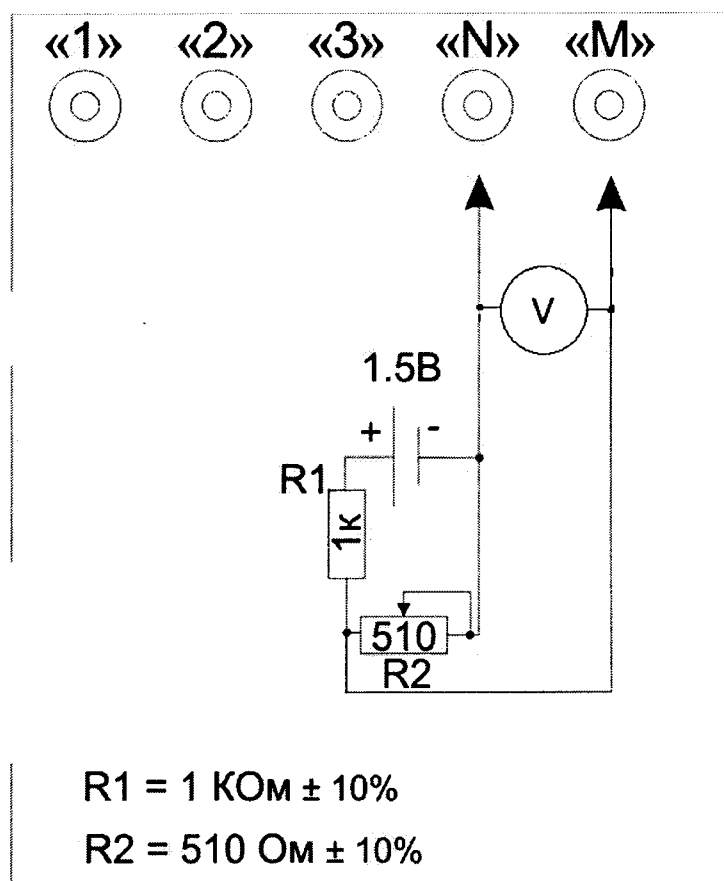 «1» «2» «3» «N» «M»
V
1.5В
+ -
R1
1к
510
R2
R1 = 1 КОм ± 10%
R2 = 510 Ом ± 10%